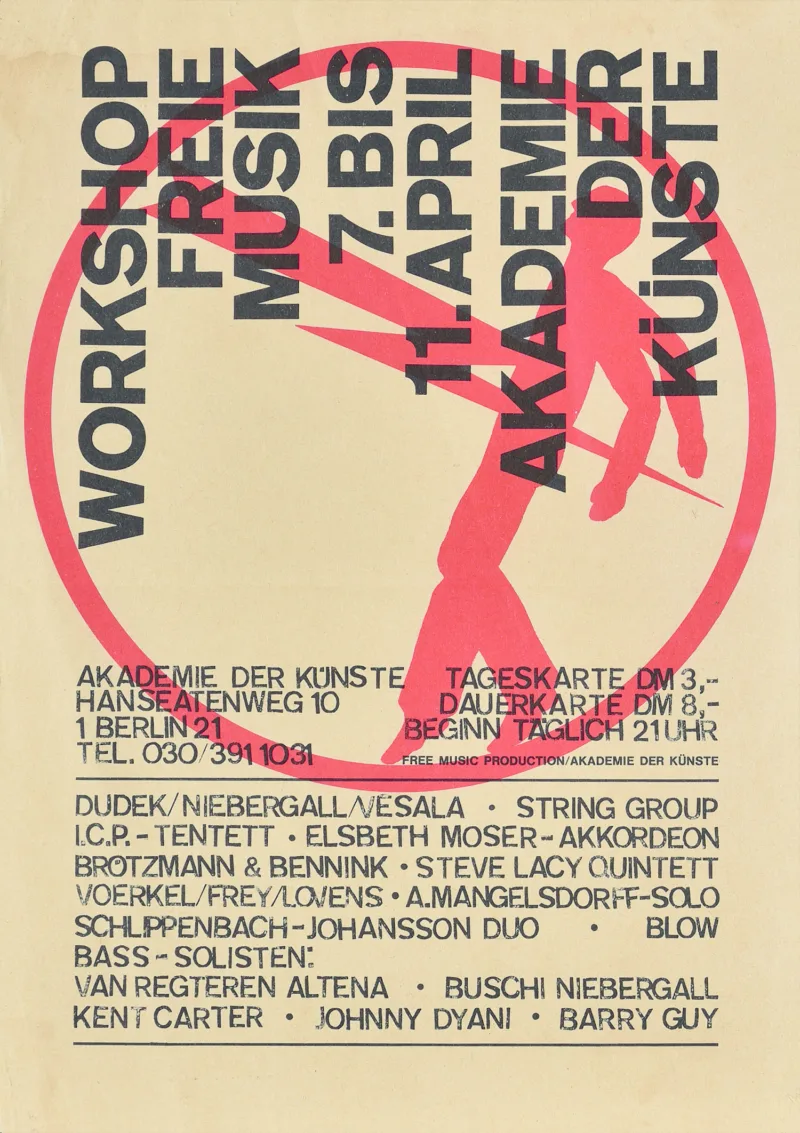 WORKSHOP
FREIE
MUSIK
7. BIS
11. APRIL
AKADEMIE
DER
KÜNSTE
AKADEMIE DER KÜNSTE
HANSEATENWEG 10
1 BERLIN 21
TEL. 030/391 1031
TAGESKARTE DM 3,-
DAUERKARTE DM 8,-
BEGINN TÄGLICH 21 UHR
FREE MUSIC PRODUCTION/AKADEMIE DER KÜNSTE
DUDEK/NIEBERGALL/VESALA • STRING GROUP
I.C.P. - TENTETT • ELSBETH MOSER-AKKORDEON
BRÖTZMANN & BENNINK • STEVE LACY QUINTETT
VOERKEL/FREY/LOVENS • A.MANGELSDORFF-SOLO
SCHLIPPENBACH-JOHANSSON DUO • BLOW
BASS-SOLISTEN:
VAN REGTEREN ALTENA • BUSCHI NIEBERGALL
KENT CARTER • JOHNNY DYANI • BARRY GUY